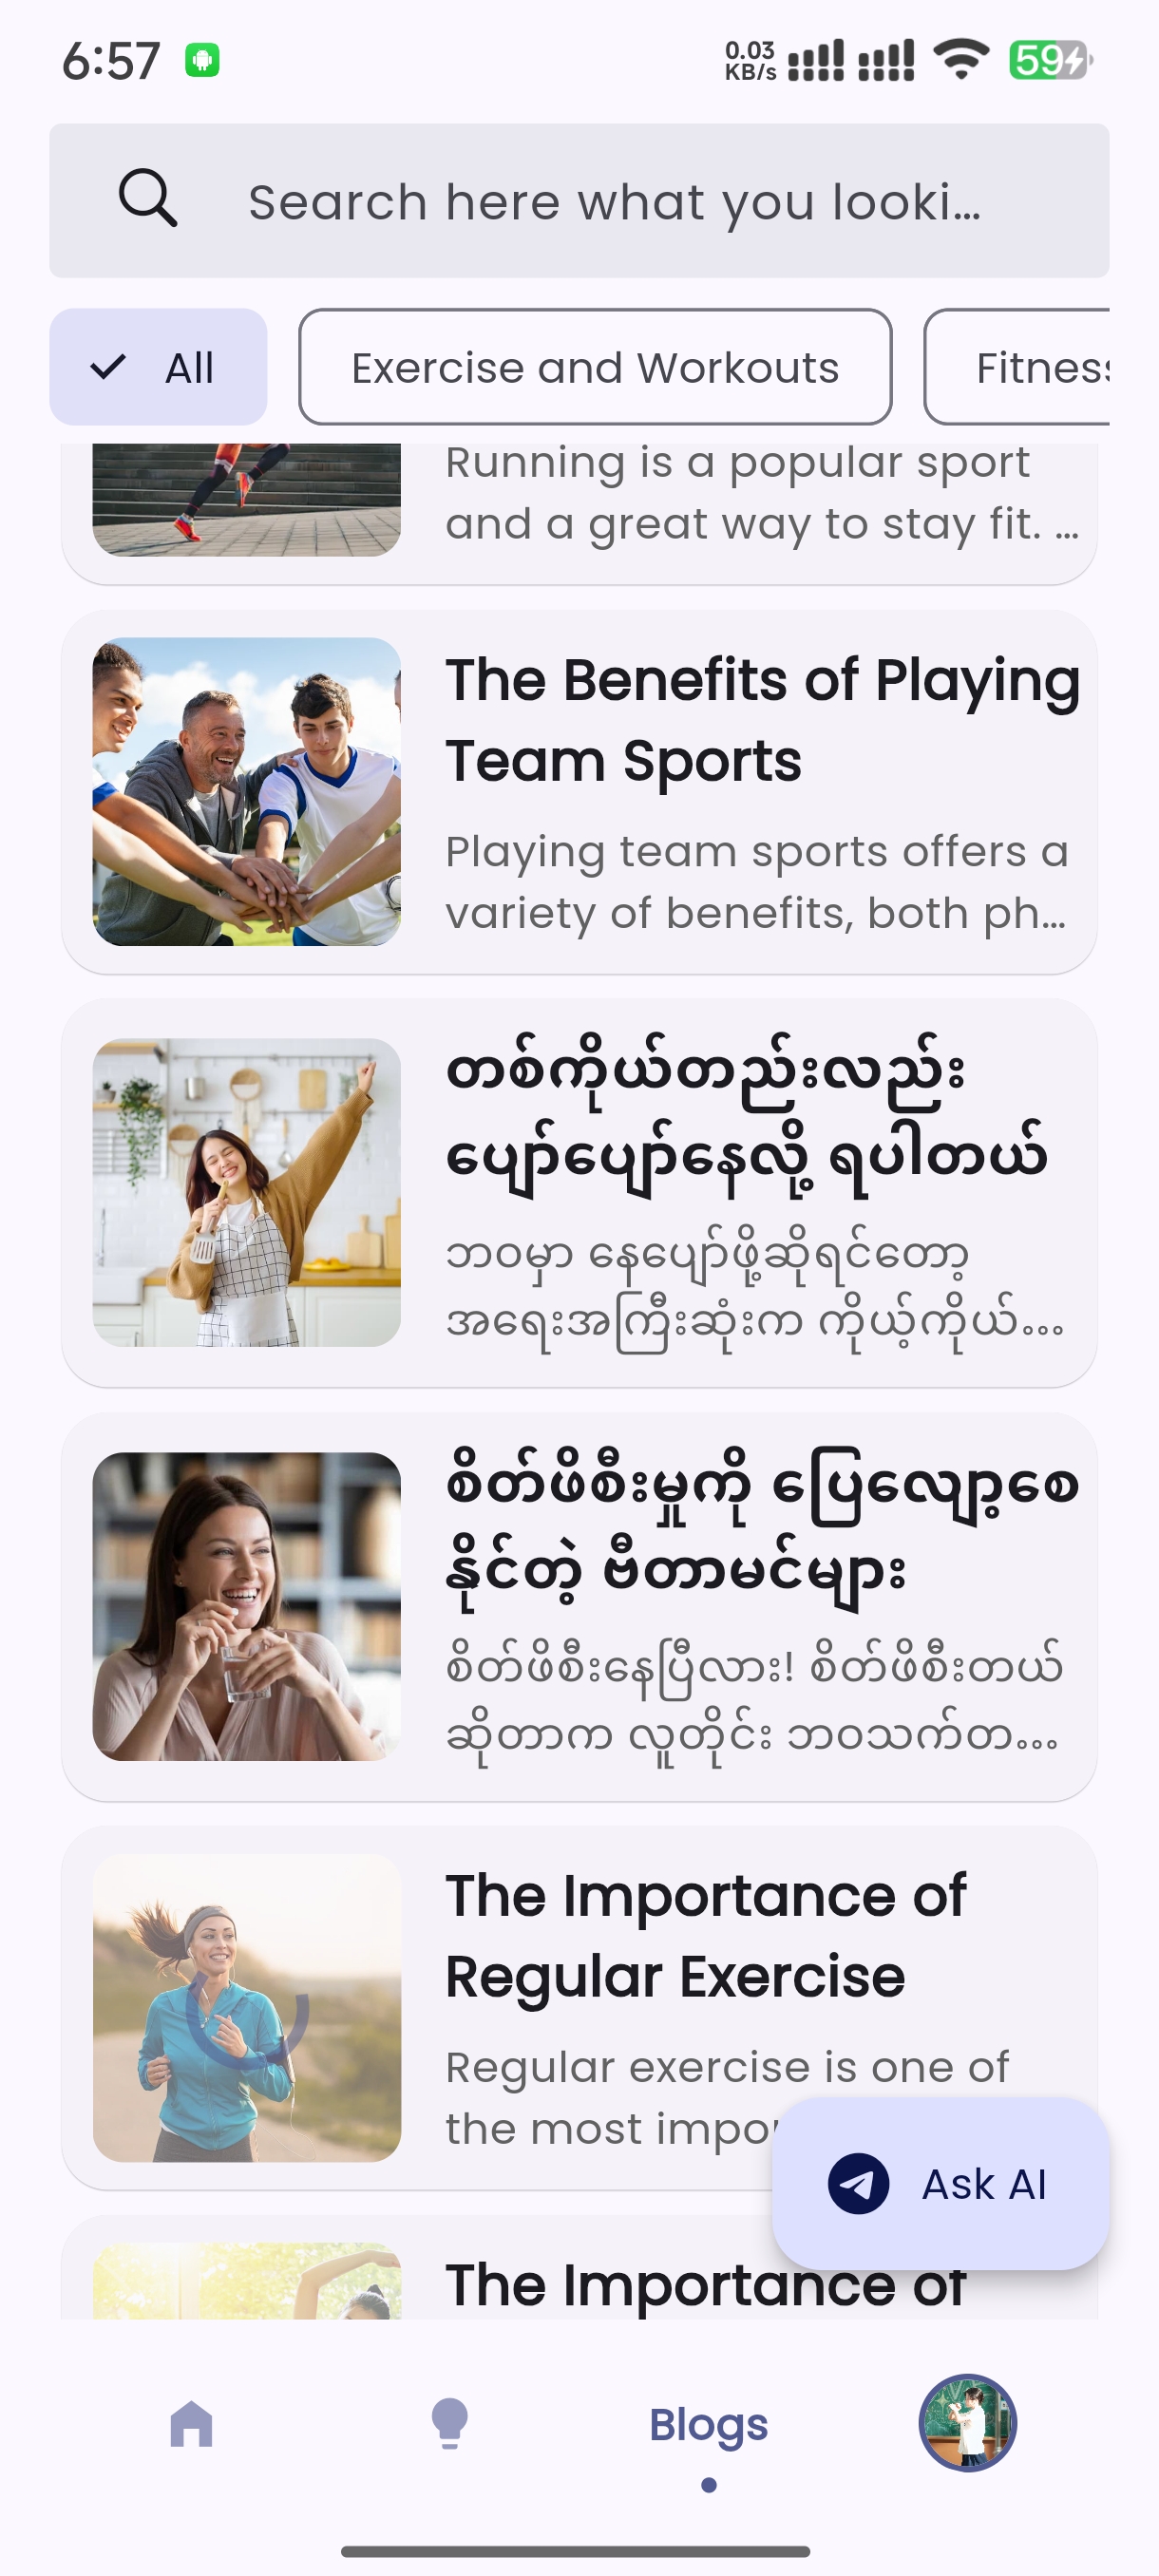 6:57
0.03
KB/s
59
Search here what you looki...
All
Exercise and Workouts
Fitness
Running is a popular sport
and a great way to stay fit. ...
The Benefits of Playing
Team Sports
Playing team sports offers a
variety of benefits, both ph...
တစ်ကိုယ်တည်းလည်း
ပျော်ပျော်နေလို့ ရပါတယ်
ဘဝမှာ နေပျော်ဖို့ဆိုရင်တော့
အရေးအကြီးဆုံးက ကိုယ့်ကိုယ်...
စိတ်ဖိစီးမှုကို ပြေလျော့စေ
နိုင်တဲ့ ဗီတာမင်များ
စိတ်ဖိစီးနေပြီလား! စိတ်ဖိစီးတယ်
ဆိုတာက လူတိုင်း ဘဝသက်တ...
The Importance of
Regular Exercise
Regular exercise is one of
the most impor
Ask AI
The Importance of
Blogs